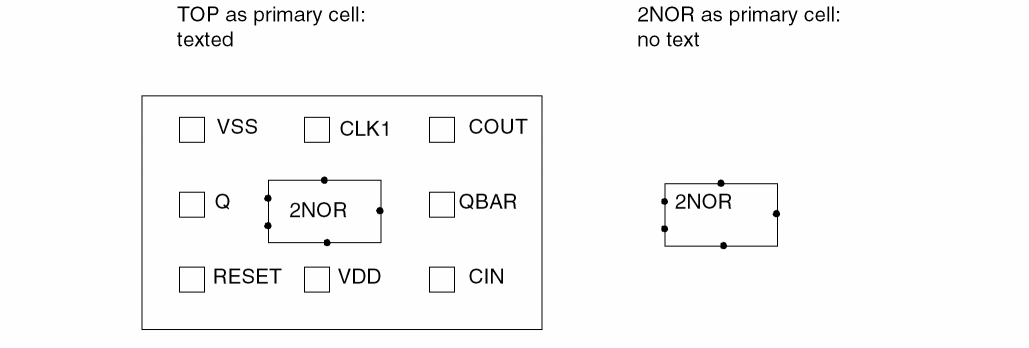 TOP as primary cell:
texted
2NOR as primary cell:
no text
VSS CLK1 COUT
Q 2NOR QBAR
RESET VDD CIN
2NOR